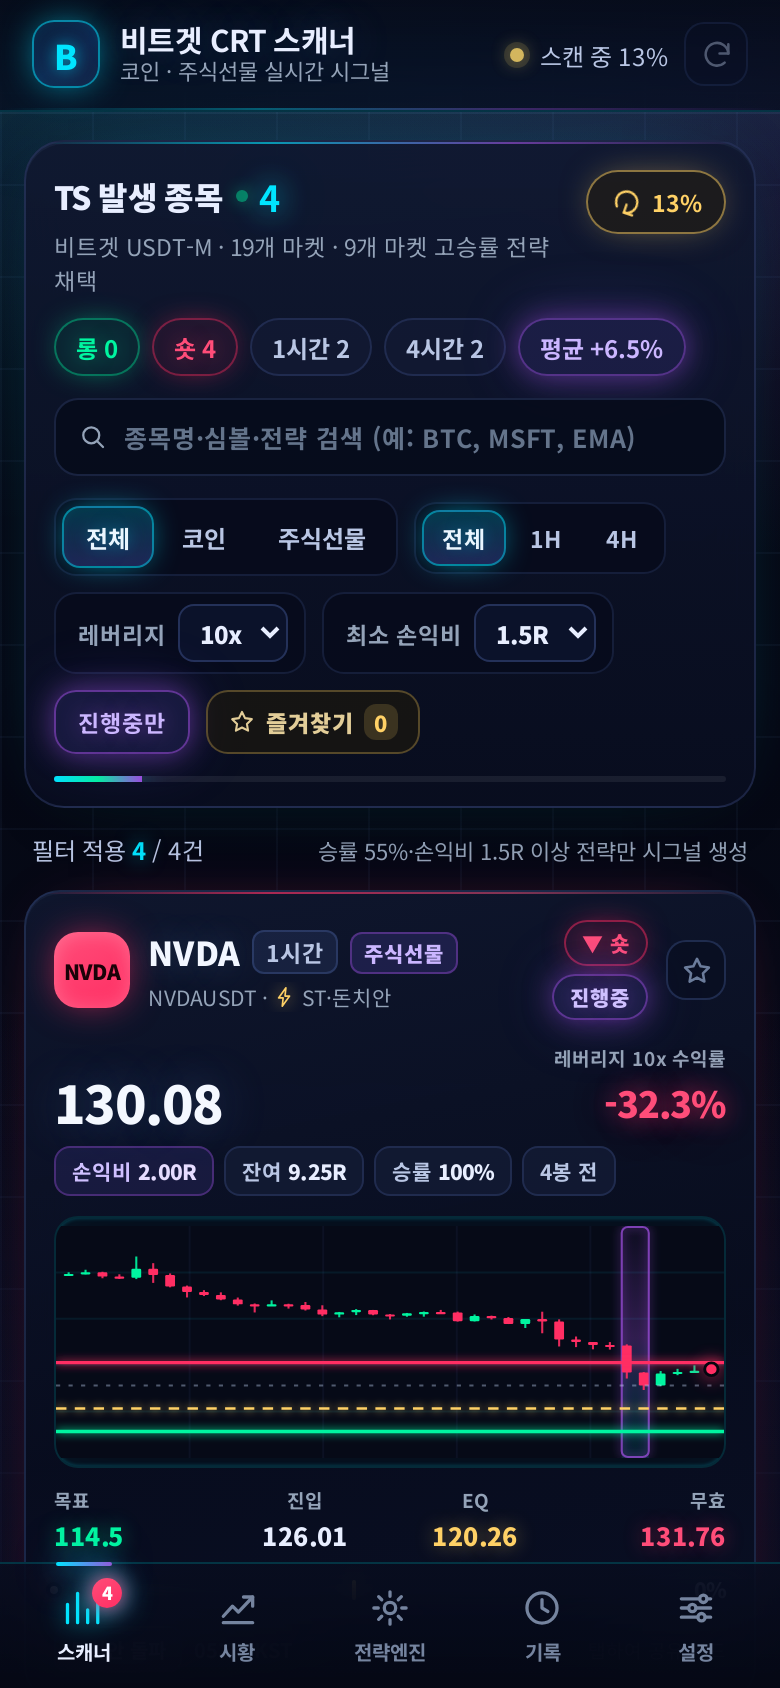 B
비트겟 CRT 스캐너
코인 · 주식선물 실시간 시그널
스캔 중 13%
TS 발생 종목 • 4
13%
비트겟 USDT-M · 19개 마켓 · 9개 마켓 고승률 전략
채택
롱 0
숏 4
1시간 2
4시간 2
평균 +6.5%
종목명·심볼·전략 검색 (예: BTC, MSFT, EMA)
전체
코인
주식선물
전체
1H
4H
레버리지
10x
최소 손익비
1.5R
진행중만
즐겨찾기 0
필터 적용 4 / 4건
승률 55%·손익비 1.5R 이상 전략만 시그널 생성
NVDA
NVDA
1시간
주식선물
▼ 숏
NVDAUSDT · ST·돈치안
진행중
레버리지 10x 수익률
130.08
-32.3%
손익비 2.00R
잔여 9.25R
승률 100%
4봉 전
목표
진입
EQ
무효
114.5
126.01
120.26
131.76
4
스캐너
시황
전략엔진
기록
설정